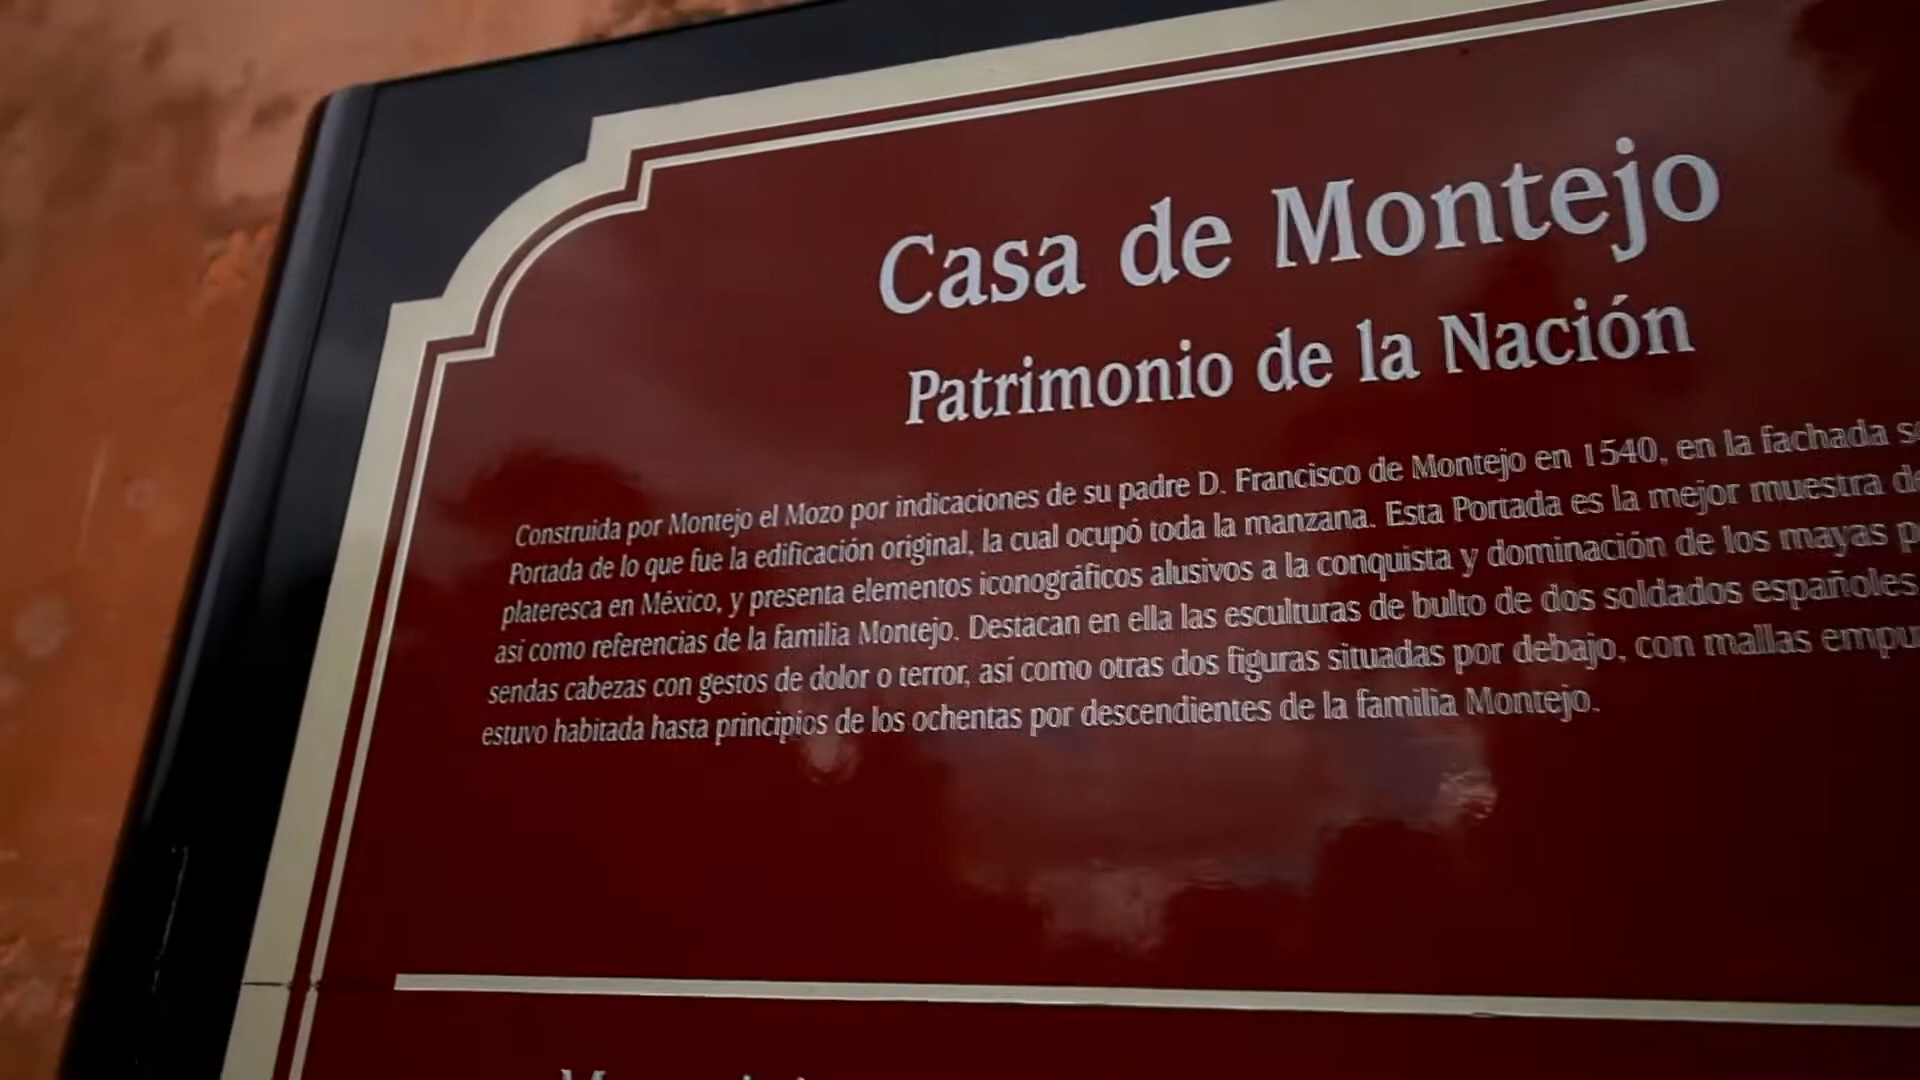 Casa de Montejo
Patrimonio de la Nación
Construida por Montejo el Mozo por indicaciones de su padre D. Francisco de Montejo en 1540, en la fachada
Portada de lo que fue la edificación original, la cual ocupó toda la manzana. Esta Portada es la mejor muestra
plateresca en México, y presenta elementos iconográficos alusivos a la conquista y dominación de los mayas
así como referencias de la familia Montejo. Destacan en ella las esculturas de bulto de dos soldados españoles
sendas cabezas con gestos de dolor o terror, así como otras dos figuras situadas por debajo, con mallas
estuvo habitada hasta principios de los ochentas por descendientes de la familia Montejo.